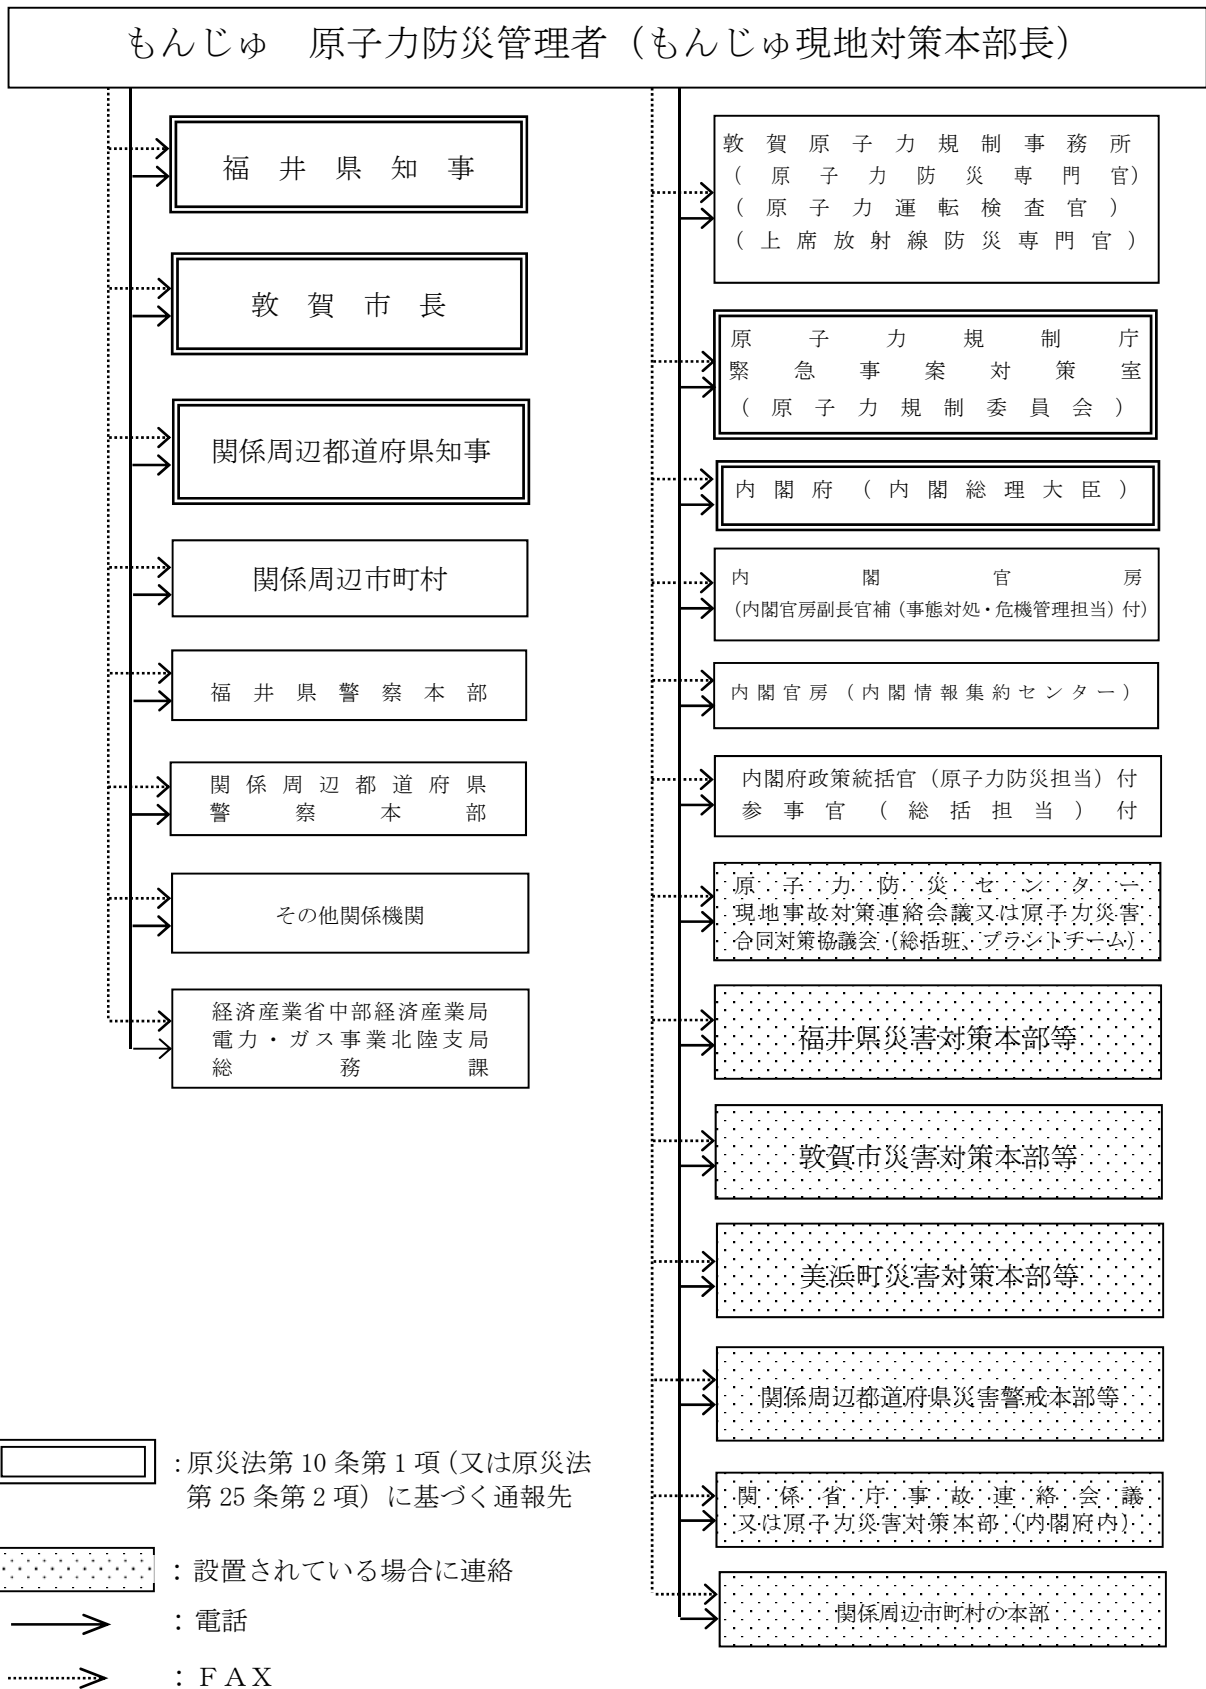 もんじゅ 原子力防災管理者（もんじゅ現地対策本部長）
福井県知事
敦賀市長
関係周辺都道府県知事
関係周辺市町村
福井県警察本部
関係周辺都道府県
警察本部
その他関係機関
経済産業省中部経済産業局
電力・ガス事業北陸支局
総務課
敦賀原子力規制事務所
（原子力防災専門官）
（原子力運転検査官）
（上席放射線防災専門官）
原子力規制庁
緊急事案対策室
（原子力規制委員会）
内閣府（内閣総理大臣）
内閣官房
（内閣官房副長官補（事態対処・危機管理担当）付）
内閣官房（内閣情報集約センター）
内閣府政策統括官（原子力防災担当）付
参事官（総括担当）付
原子力防災センター
現地事故対策連絡会議又は原子力災害
合同対策協議会（総括班、プラントチーム）
福井県災害対策本部等
敦賀市災害対策本部等
美浜町災害対策本部等
関係周辺都道府県災害警戒本部等
関係省庁事故連絡会議
又は原子力災害対策本部（内閣府内）
関係周辺市町村の本部
：原災法第10条第1項（又は原災法
第25条第2項）に基づく通報先
：設置されている場合に連絡
：電話
：ＦＡＸ